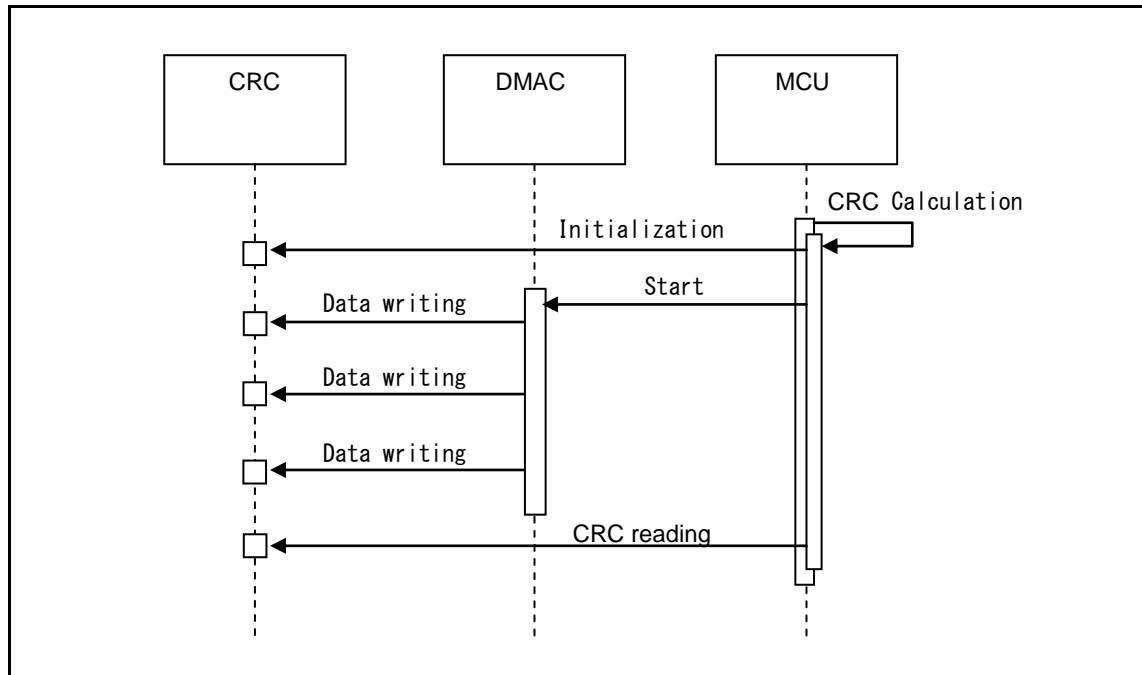 CRC
DMAC
MCU
CRC Calculation
Initialization
Start
Data writing
Data writing
Data writing
CRC reading